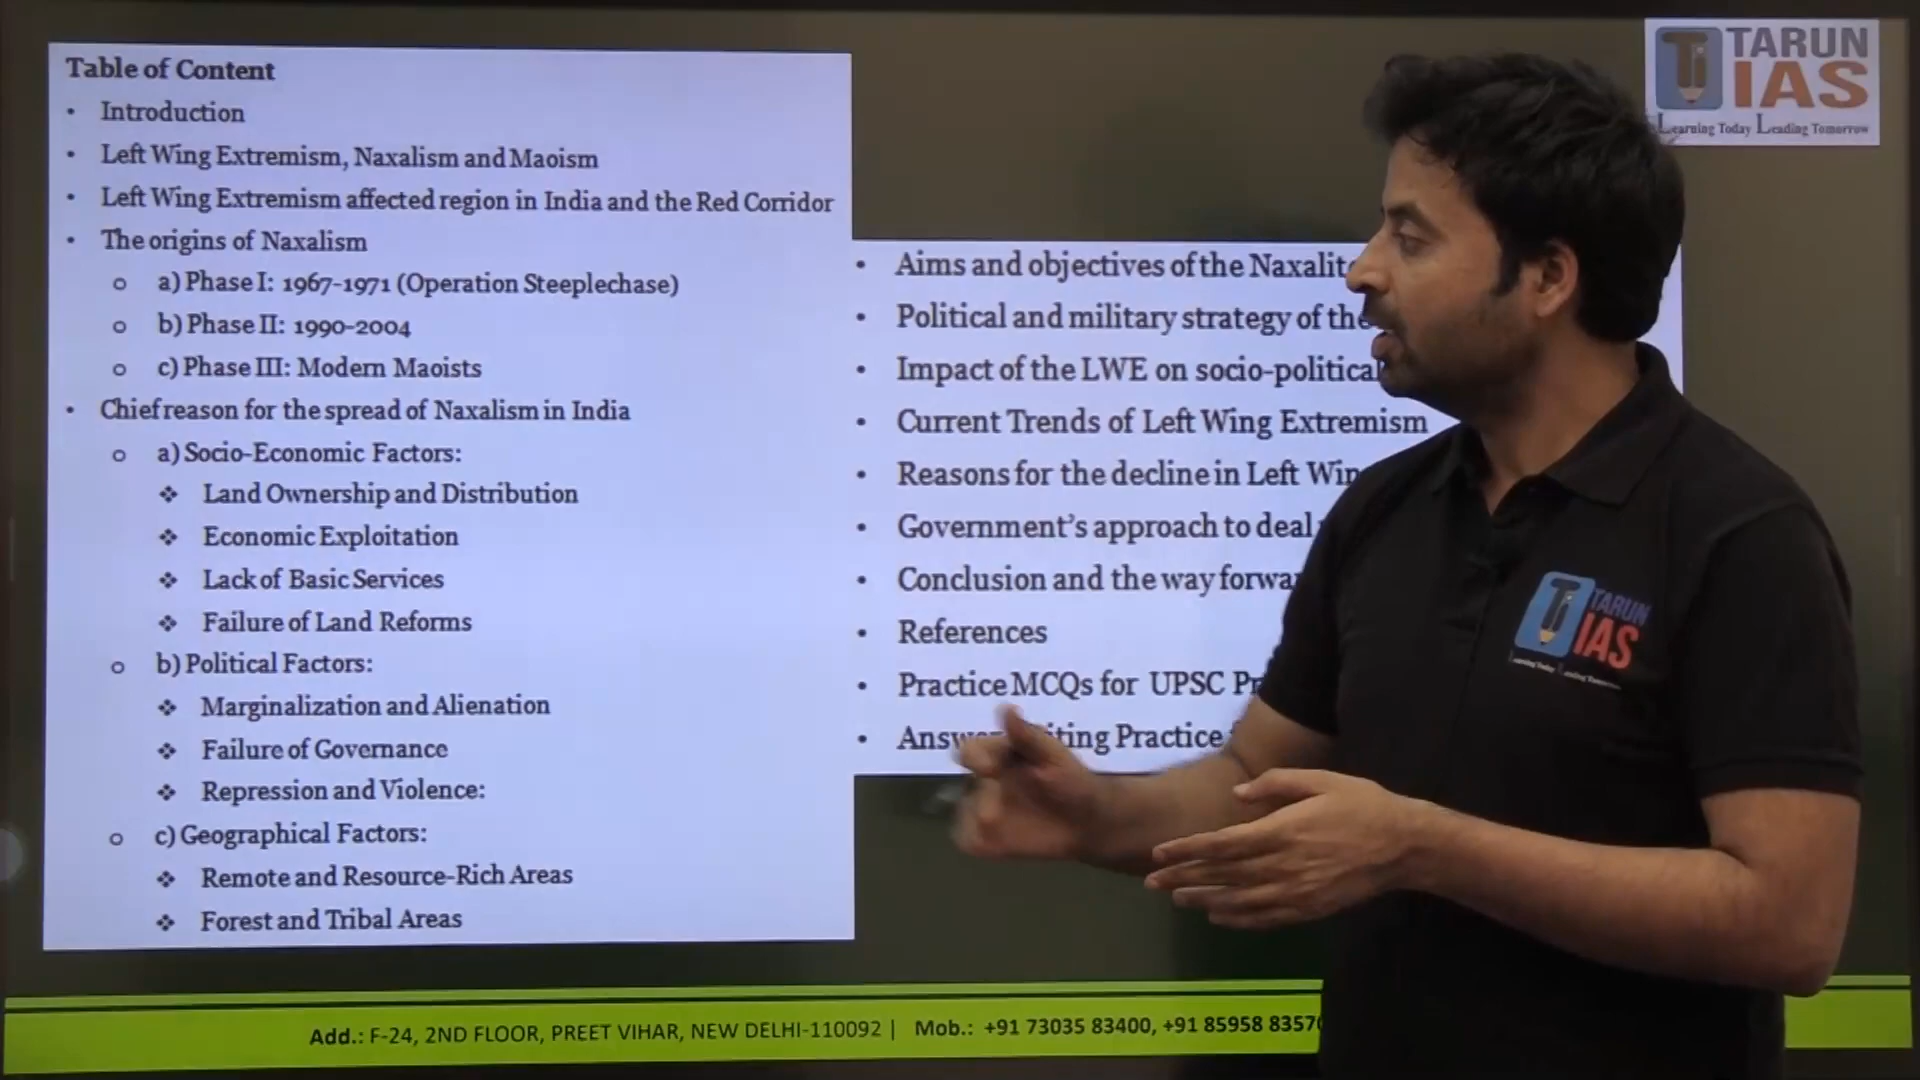 Table of Content
• Introduction
• Left Wing Extremism, Naxalism and Maoism
• Left Wing Extremism affected region in India and the Red Corridor
• The origins of Naxalism
o a) Phase I: 1967-1971 (Operation Steeplechase)
o b) Phase II: 1990-2004
o c) Phase III: Modern Maoists
• Chief reason for the spread of Naxalism in India
o a) Socio-Economic Factors:
❖ Land Ownership and Distribution
❖ Economic Exploitation
❖ Lack of Basic Services
❖ Failure of Land Reforms
o b) Political Factors:
❖ Marginalization and Alienation
❖ Failure of Governance
❖ Repression and Violence:
o c) Geographical Factors:
❖ Remote and Resource-Rich Areas
❖ Forest and Tribal Areas
• Aims and objectives of the
• Political and military strategy of the
• Impact of the LWE on socio-political
• Current Trends of Left Wing Extremism
• Reasons for the decline in Left
• Government's approach to deal
• Conclusion and the way
• References
• Practice MCQs for UPSC
• Practice
TARUN
IAS
Learning Today Leading Tomorrow
TARUN
IAS
Add.: F-24, 2ND FLOOR, PREET VIHAR, NEW DELHI-110092 | Mob.: +91 73035 83400, +91 85958